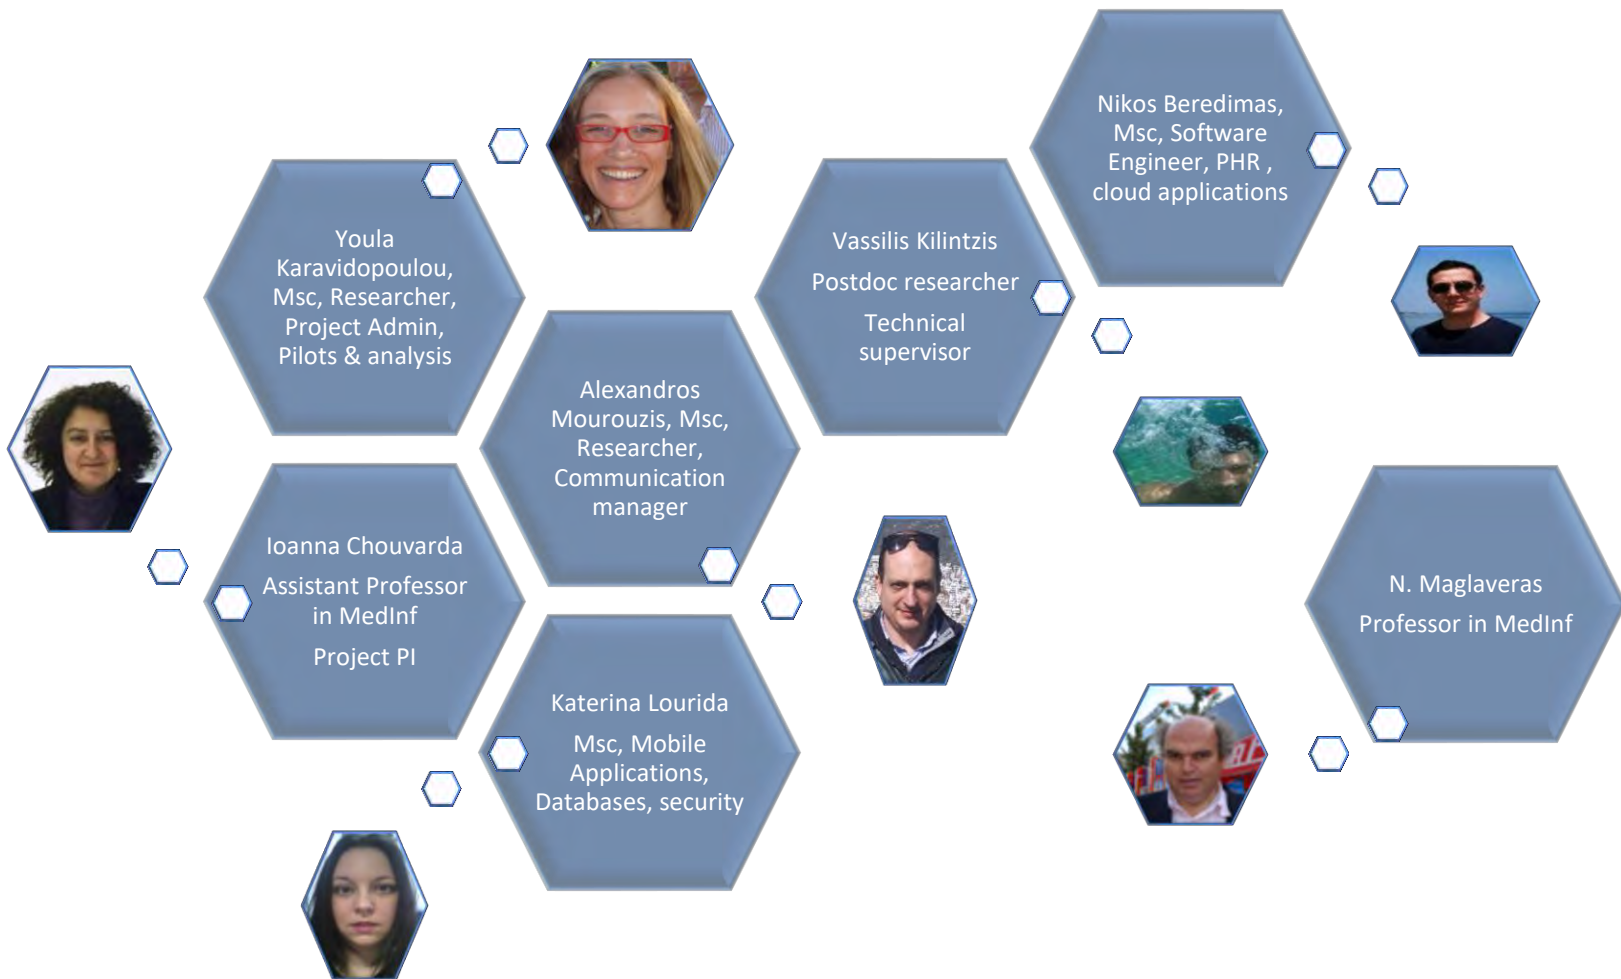 Nikos Beredimas,
Msc, Software
Engineer, PHR ,
cloud applications
Youla
Karavidopoulou,
Msc, Researcher,
Project Admin,
Pilots & analysis
Vassilis Kilintzis
Postdoc researcher
Technical
supervisor
Alexandros
Mourouzis, Msc,
Researcher,
Communication
manager
Ioanna Chouvarda
Assistant Professor
in MedInf
Project PI
N. Maglaveras
Professor in MedInf
Katerina Lourida
Msc, Mobile
Applications,
Databases, security